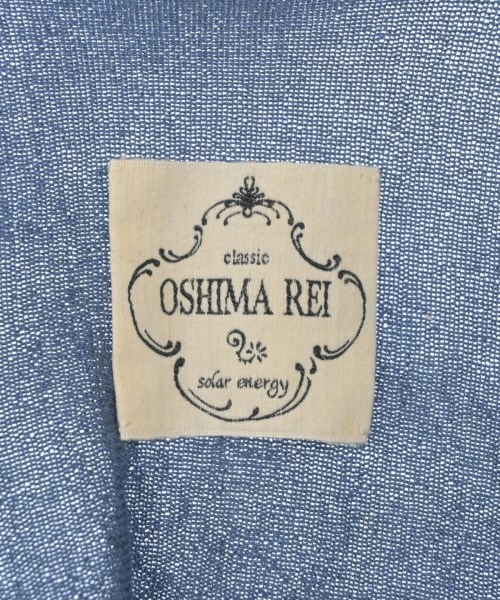 classic
OSHIMA REI
solar energy